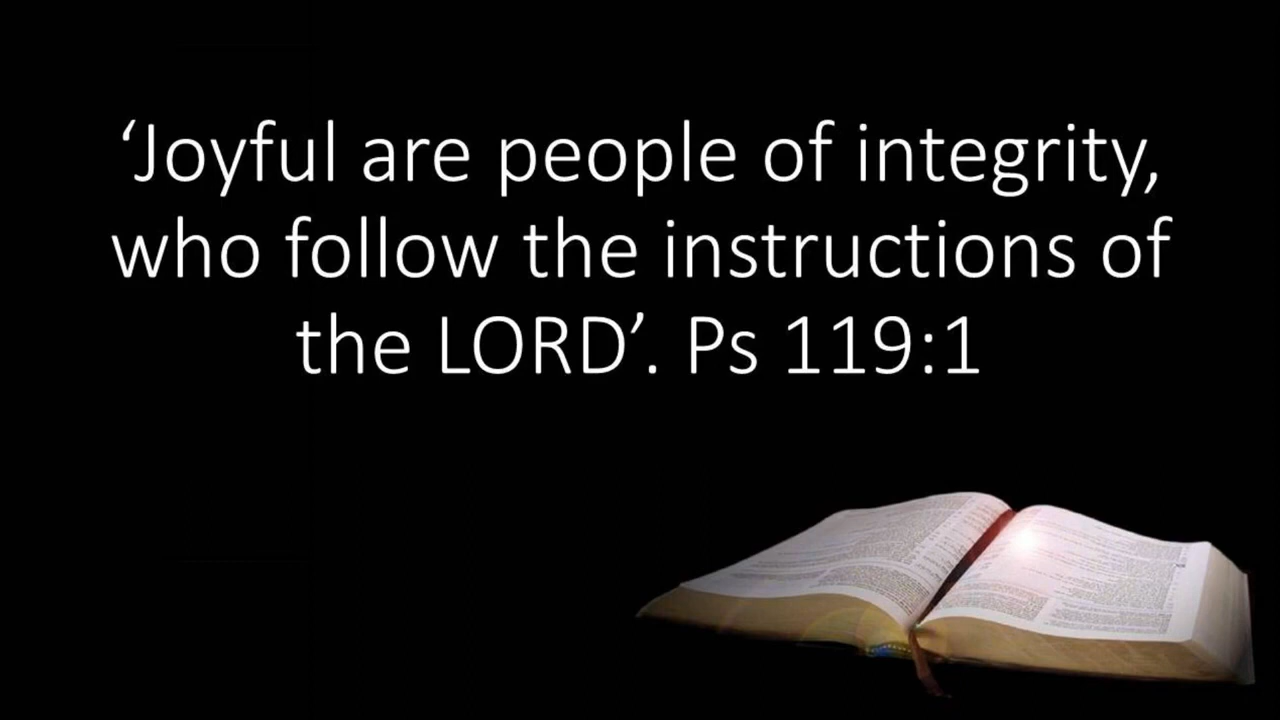 ‘Joyful are people of integrity,
who follow the instructions of
the LORD’. Ps 119:1